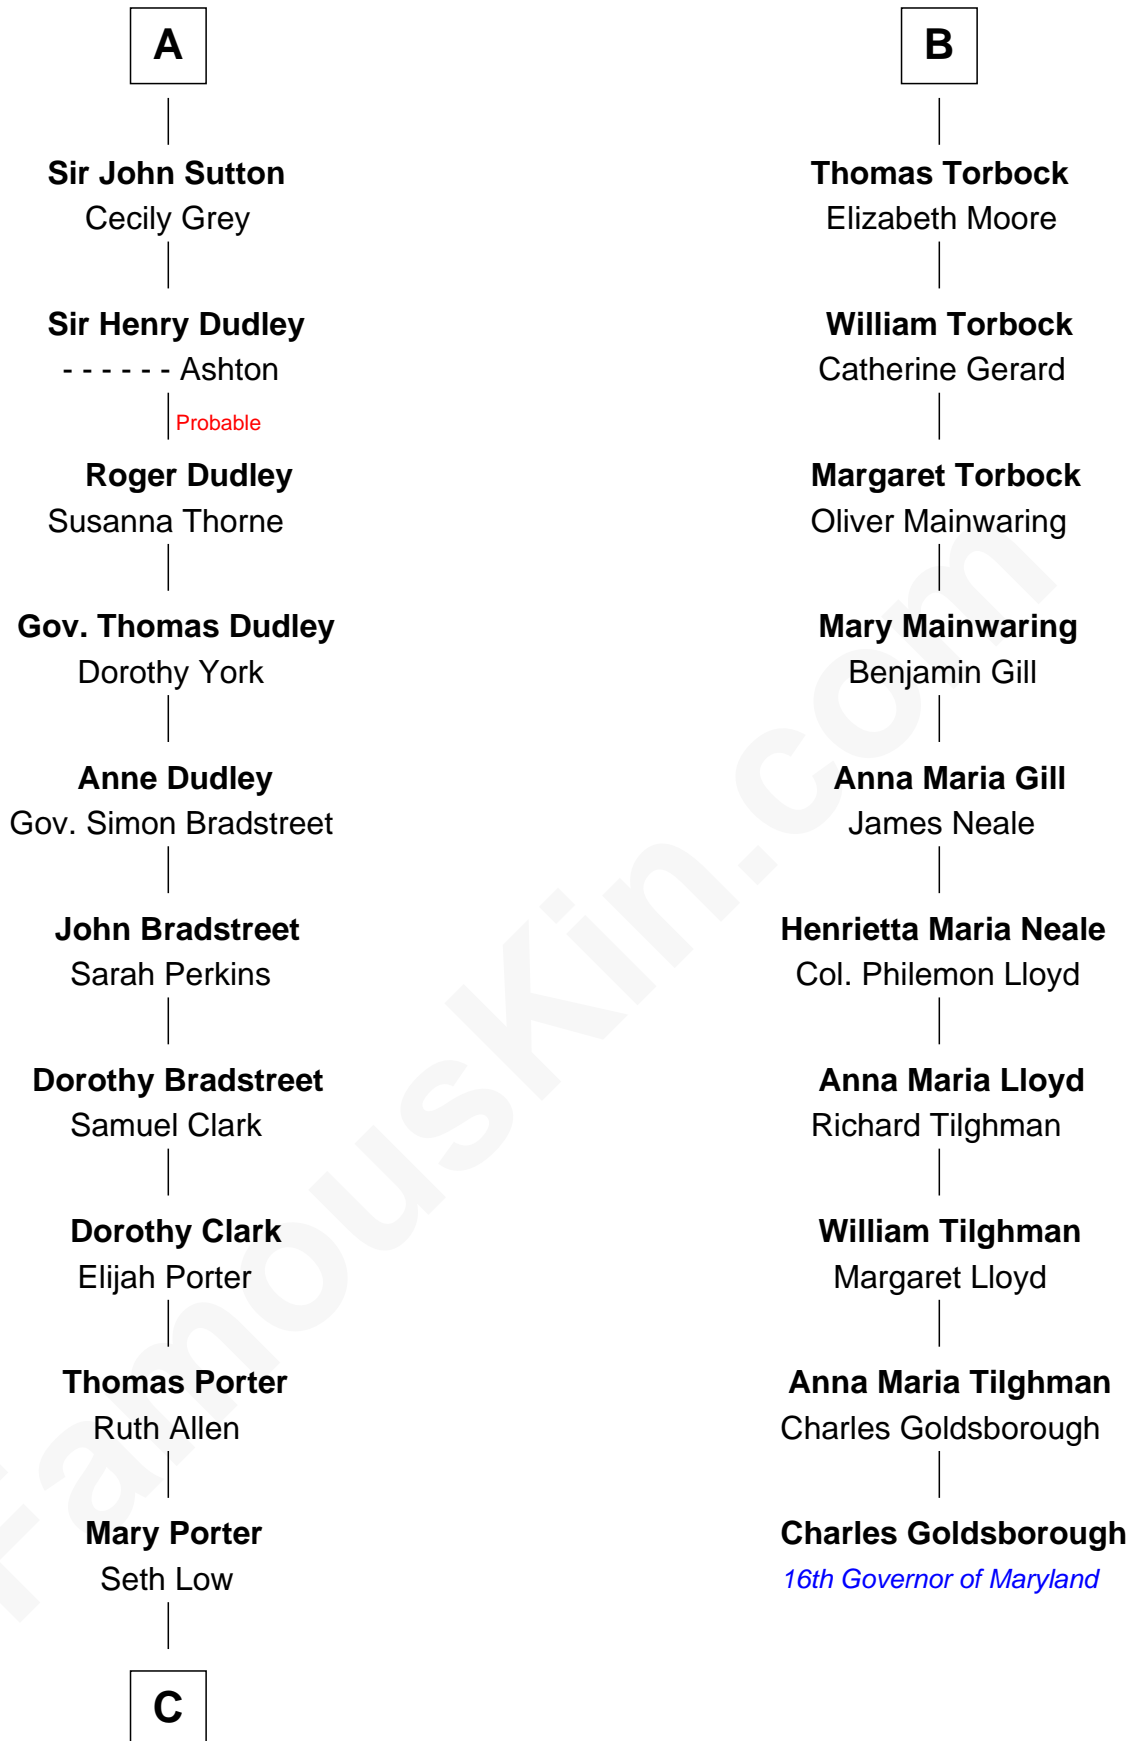 A
Sir John Sutton
Cecily Grey
Sir Henry Dudley
- - - - - - Ashton
Probable
Roger Dudley
Susanna Thorne
Gov. Thomas Dudley
Dorothy York
Anne Dudley
Gov. Simon Bradstreet
John Bradstreet
Sarah Perkins
Dorothy Bradstreet
Samuel Clark
Dorothy Clark
Elijah Porter
Thomas Porter
Ruth Allen
Mary Porter
Seth Low
C
B
Thomas Torbock
Elizabeth Moore
William Torbock
Catherine Gerard
Margaret Torbock
Oliver Mainwaring
Mary Mainwaring
Benjamin Gill
Anna Maria Gill
James Neale
Henrietta Maria Neale
Col. Philemon Lloyd
Anna Maria Lloyd
Richard Tilghman
William Tilghman
Margaret Lloyd
Anna Maria Tilghman
Charles Goldsborough
Charles Goldsborough
16th Governor of Maryland
FamousKin.com